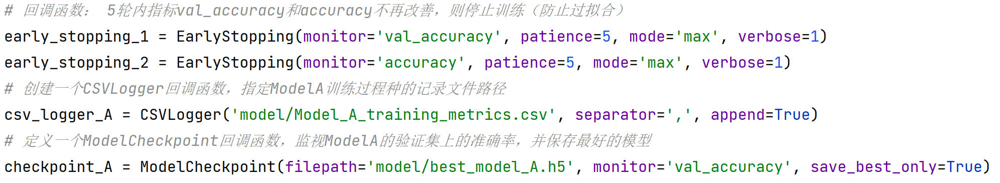 # 回调函数： 5轮内指标val_accuracy和accuracy不再改善，则停止训练（防止过拟合）
early_stopping_1 = EarlyStopping(monitor='val_accuracy', patience=5, mode='max', verbose=1)
early_stopping_2 = EarlyStopping(monitor='accuracy', patience=5, mode='max', verbose=1)
# 创建一个CSVLogger回调函数，指定ModelA训练过程种的记录文件路径
csv_logger_A = CSVLogger('model/Model_A_training_metrics.csv', separator=',', append=True)
# 定义一个ModelCheckpoint回调函数，监视ModelA的验证集上的准确率，并保存最好的模型
checkpoint_A = ModelCheckpoint(filepath='model/best_model_A.h5', monitor='val_accuracy', save_best_only=True)